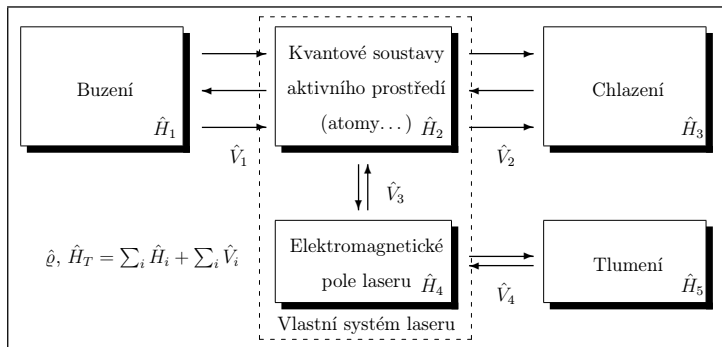 Buzení
Ĥ₁
V̂₁
Kvantové soustavy
aktivního prostředí
(atomy...)
Ĥ₂
V̂₂
Chlazení
Ĥ₃
V̂₃
ϱ̂, Ĥ_T = ∑ᵢ Ĥᵢ + ∑ᵢ V̂ᵢ
Elektromagnetické
pole laseru
Ĥ₄
V̂₄
Tlumení
Ĥ₅
Vlastní systém laseru